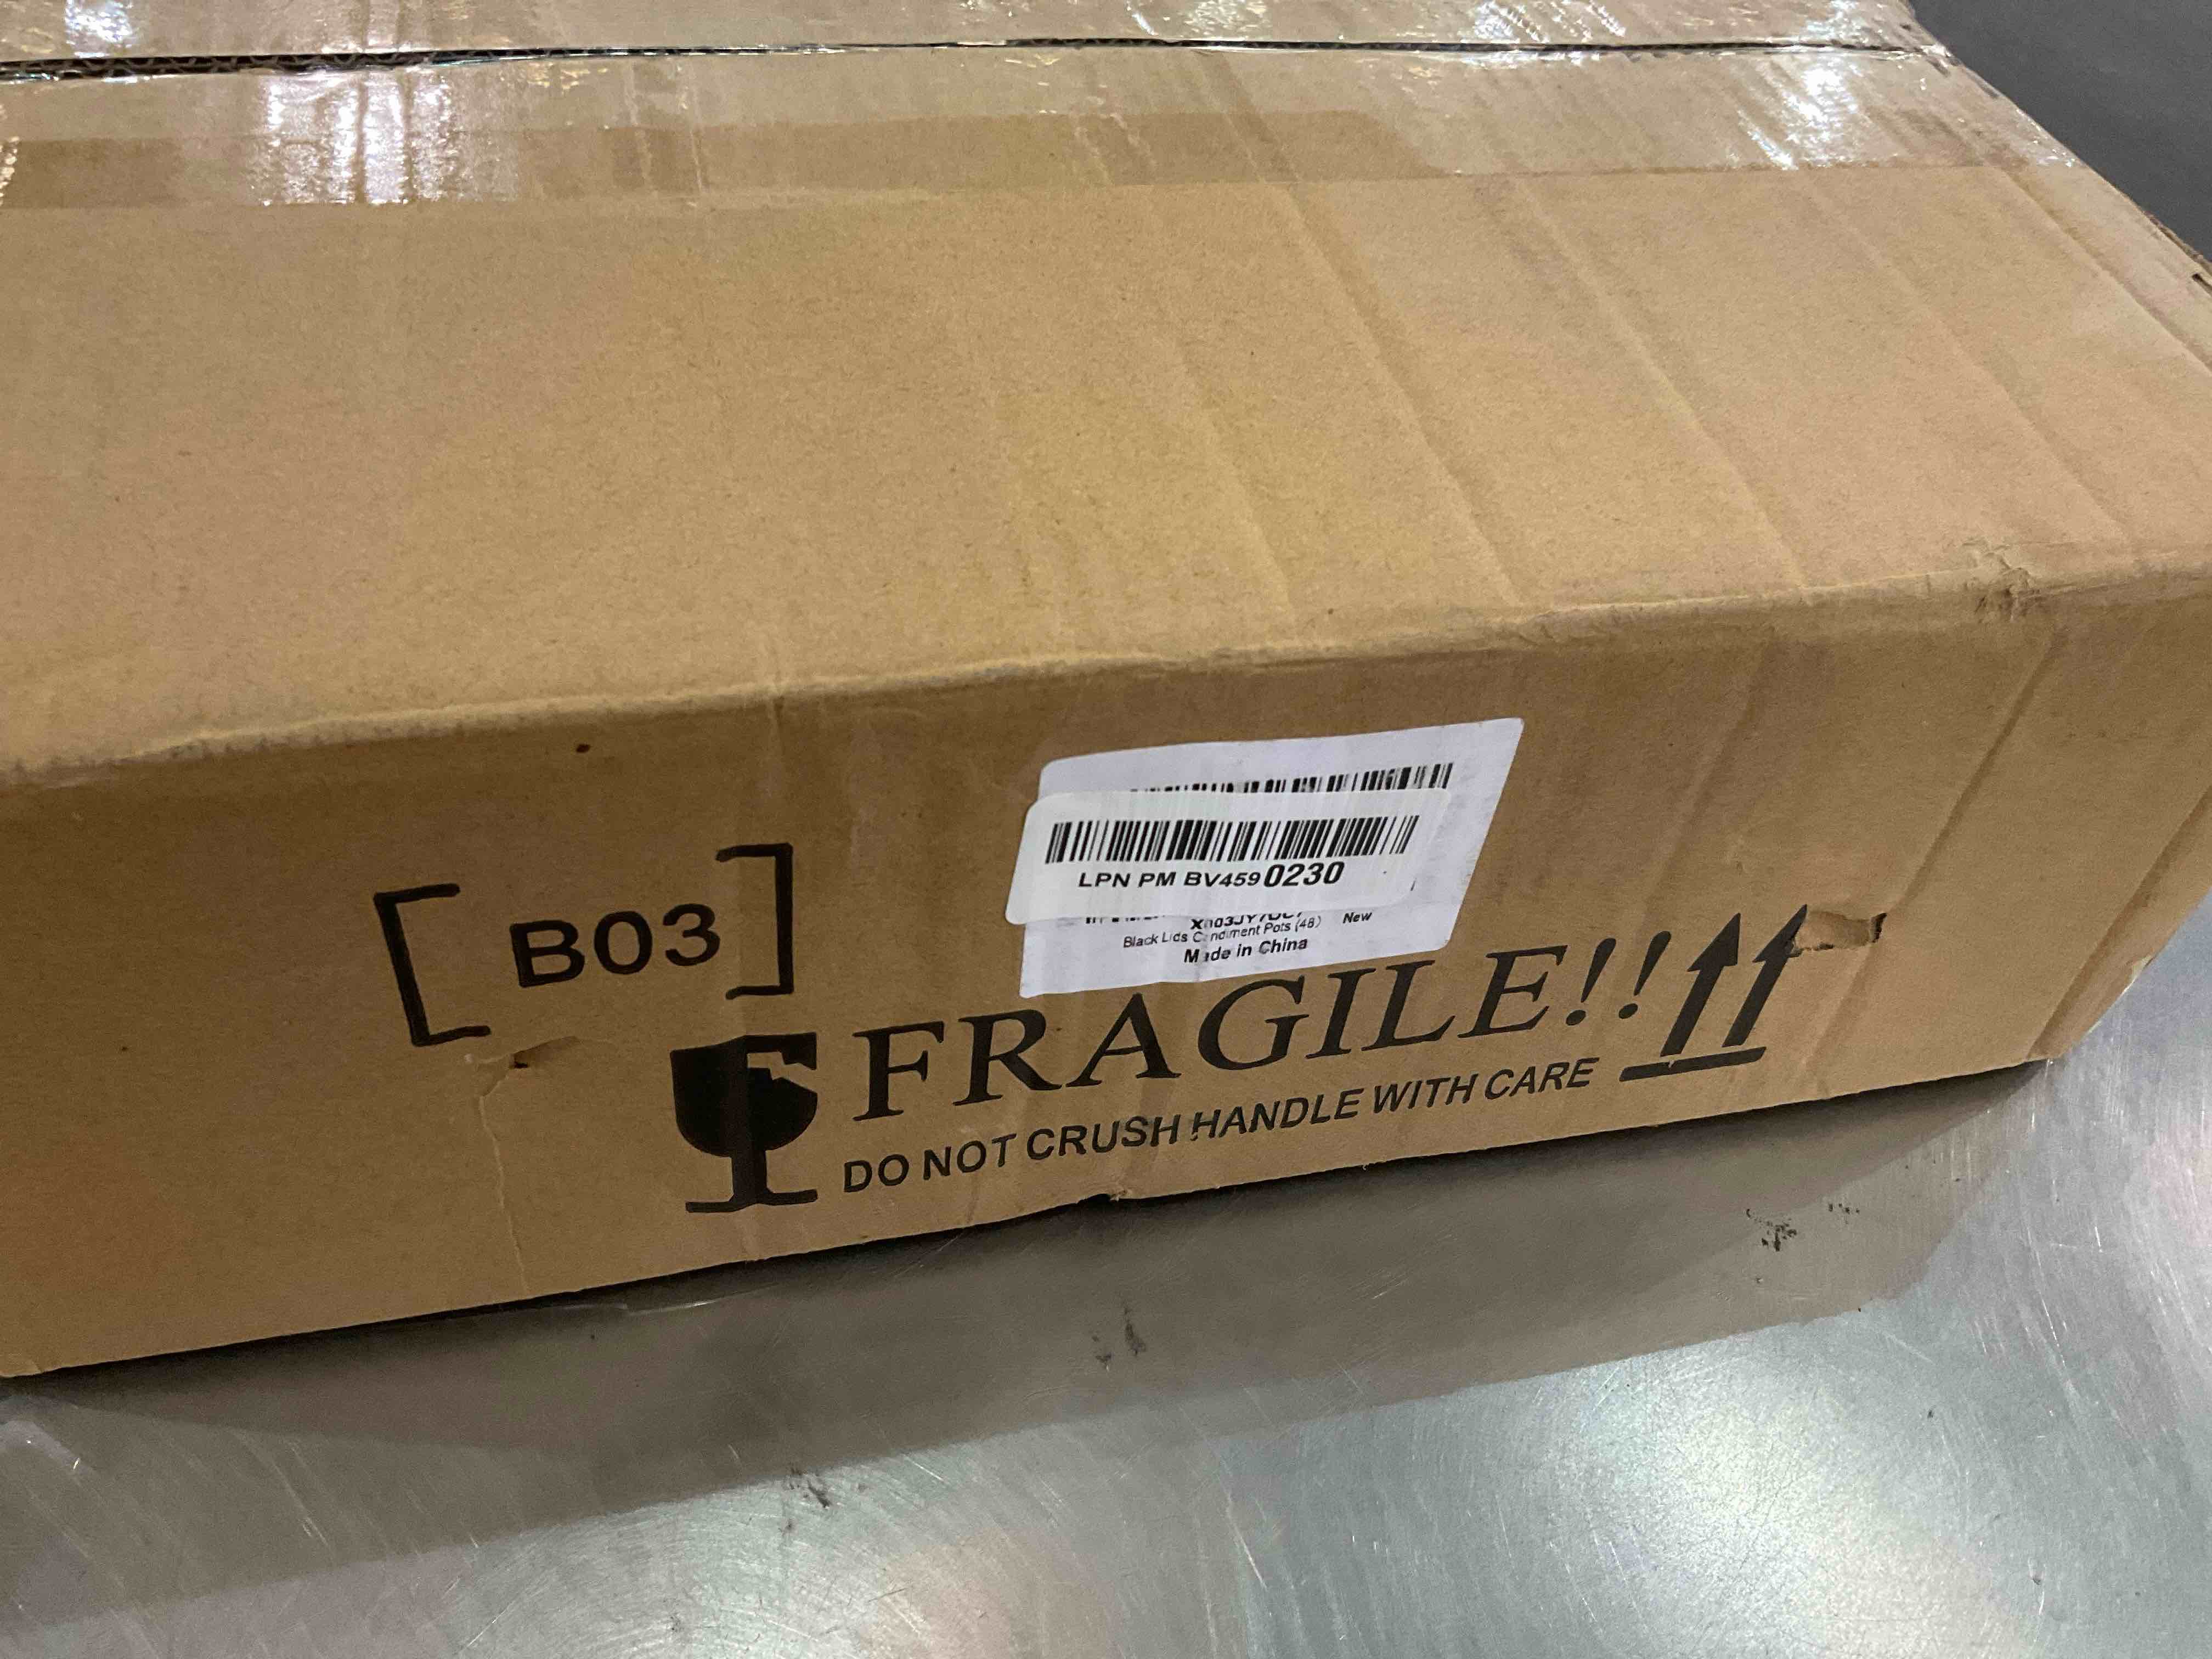 LPN PM BV4590230
Black Lids Condiment Pots (48)
New
Made in China
[B03]
FRAGILE!!
DO NOT CRUSH HANDLE WITH CARE